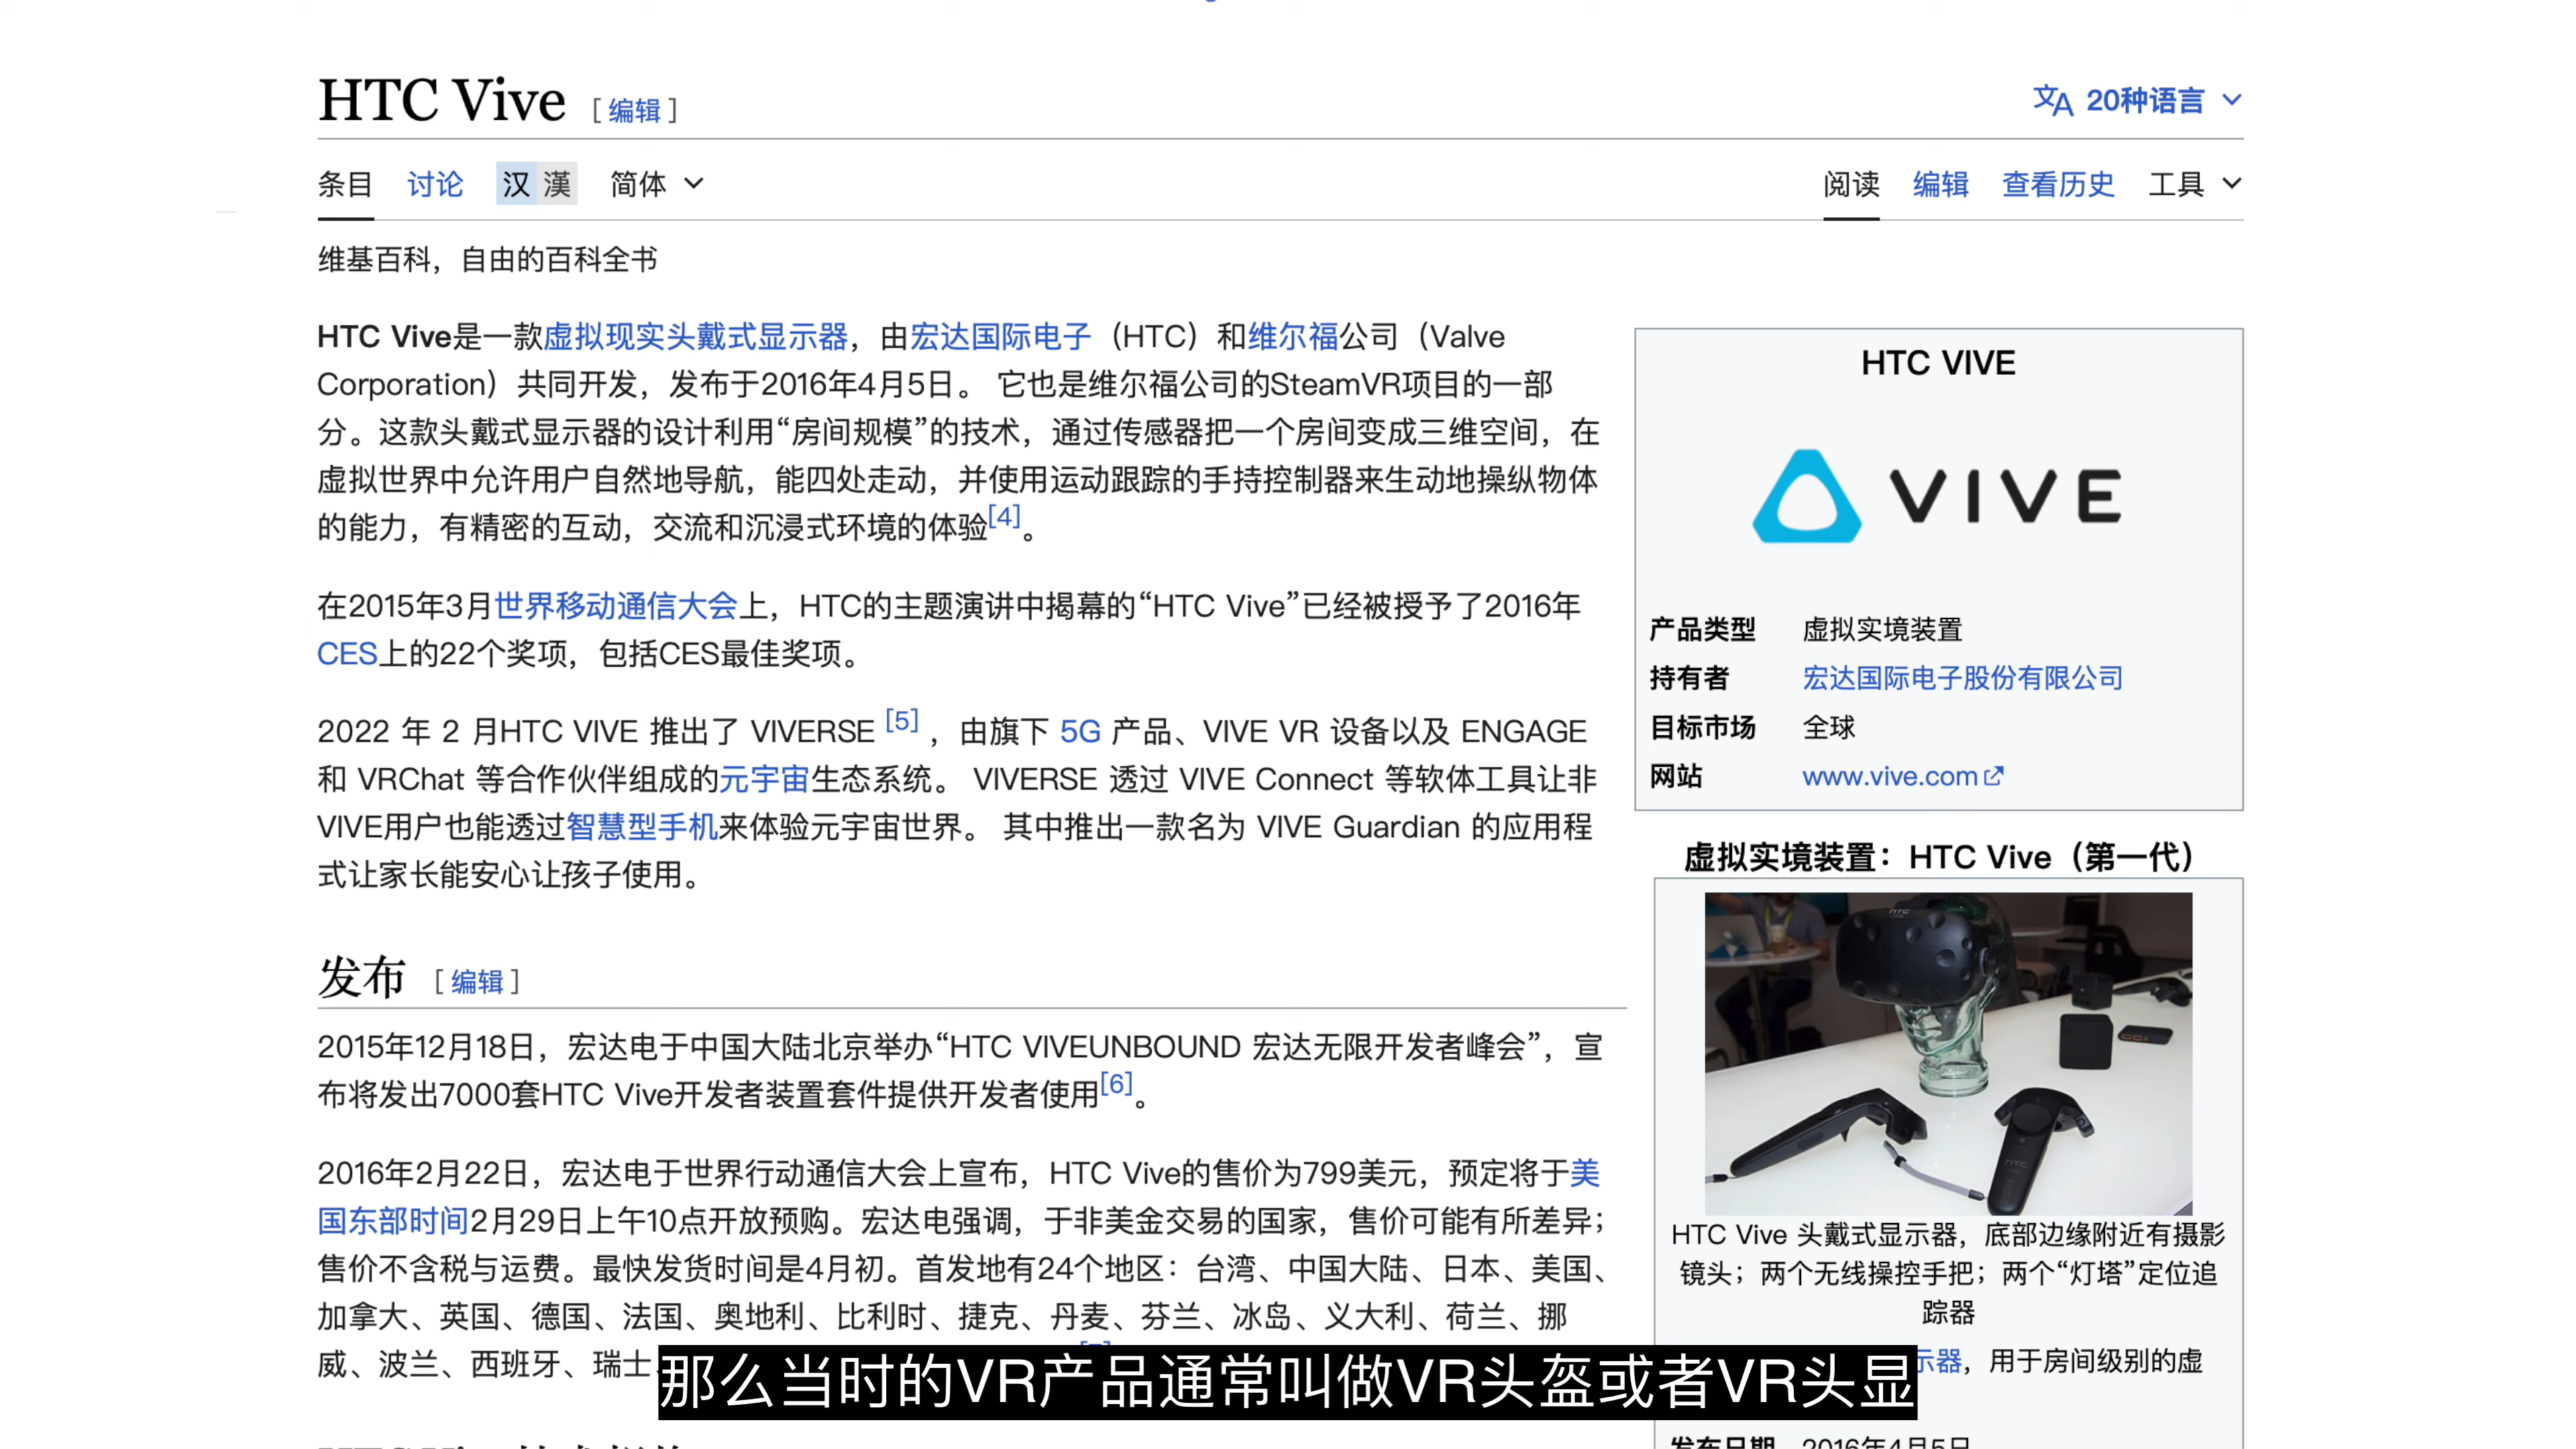 HTC Vive [编辑]
文A 20种语言
条目 讨论 汉 漢 简体
阅读 编辑 查看历史 工具
维基百科，自由的百科全书
HTC Vive是一款虚拟现实头戴式显示器，由宏达国际电子（HTC）和维尔福公司（Valve
Corporation）共同开发，发布于2016年4月5日。 它也是维尔福公司的SteamVR项目的一部
分。这款头戴式显示器的设计利用“房间规模”的技术，通过传感器把一个房间变成三维空间，在
虚拟世界中允许用户自然地导航，能四处走动，并使用运动跟踪的手持控制器来生动地操纵物体
的能力，有精密的互动，交流和沉浸式环境的体验[4]。
在2015年3月世界移动通信大会上，HTC的主题演讲中揭幕的“HTC Vive”已经被授予了2016年
CES上的22个奖项，包括CES最佳奖项。
2022 年 2 月HTC VIVE 推出了 VIVERSE [5] ，由旗下 5G 产品、VIVE VR 设备以及 ENGAGE
和 VRChat 等合作伙伴组成的元宇宙生态系统。 VIVERSE 透过 VIVE Connect 等软体工具让非
VIVE用户也能透过智慧型手机来体验元宇宙世界。 其中推出一款名为 VIVE Guardian 的应用程
式让家长能安心让孩子使用。
发布 [编辑]
2015年12月18日，宏达电于中国大陆北京举办“HTC VIVEUNBOUND 宏达无限开发者峰会”，宣
布将发出7000套HTC Vive开发者装置套件提供开发者使用[6]。
2016年2月22日，宏达电于世界行动通信大会上宣布，HTC Vive的售价为799美元，预定将于美
国东部时间2月29日上午10点开放预购。宏达电强调，于非美金交易的国家，售价可能有所差异；
售价不含税与运费。最快发货时间是4月初。首发地有24个地区：台湾、中国大陆、日本、美国、
加拿大、英国、德国、法国、奥地利、比利时、捷克、丹麦、芬兰、冰岛、义大利、荷兰、挪
威、波兰、西班牙、瑞士
HTC VIVE
VIVE
产品类型 虚拟实境装置
持有者 宏达国际电子股份有限公司
目标市场 全球
网站 www.vive.com
虚拟实境装置：HTC Vive（第一代）
HTC
HTC
HTC Vive 头戴式显示器，底部边缘附近有摄影
镜头；两个无线操控手把；两个“灯塔”定位追
踪器
示器，用于房间级别的虚
发布日期 2016年4月5日
那么当时的VR产品通常叫做VR头盔或者VR头显